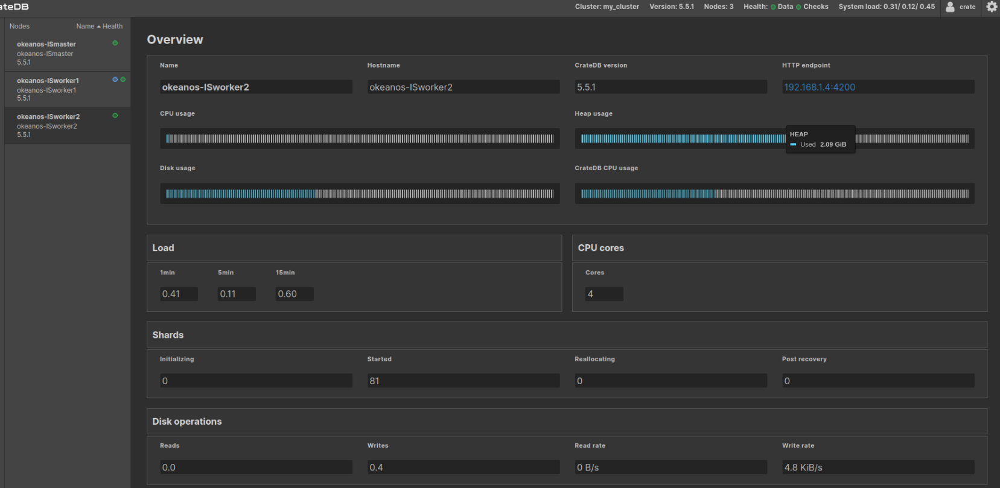 ateDB
Cluster: my_cluster Version: 5.5.1 Nodes: 3 Health: Data Checks System load: 0.31/ 0.12/ 0.45 crate
Nodes Name Health
okeanos-ISmaster
okeanos-ISmaster
5.5.1
okeanos-ISworker1
okeanos-ISworker1
5.5.1
okeanos-ISworker2
okeanos-ISworker2
5.5.1
Overview
Name Hostname CrateDB version HTTP endpoint
okeanos-ISworker2 okeanos-ISworker2 5.5.1 192.168.1.4:4200
CPU usage Heap usage
HEAP
Used 2.09 GiB
Disk usage CrateDB CPU usage
Load CPU cores
1min 5min 15min Cores
0.41 0.11 0.60 4
Shards
Initializing Started Reallocating Post recovery
0 81 0 0
Disk operations
Reads Writes Read rate Write rate
0.0 0.4 0 B/s 4.8 KiB/s